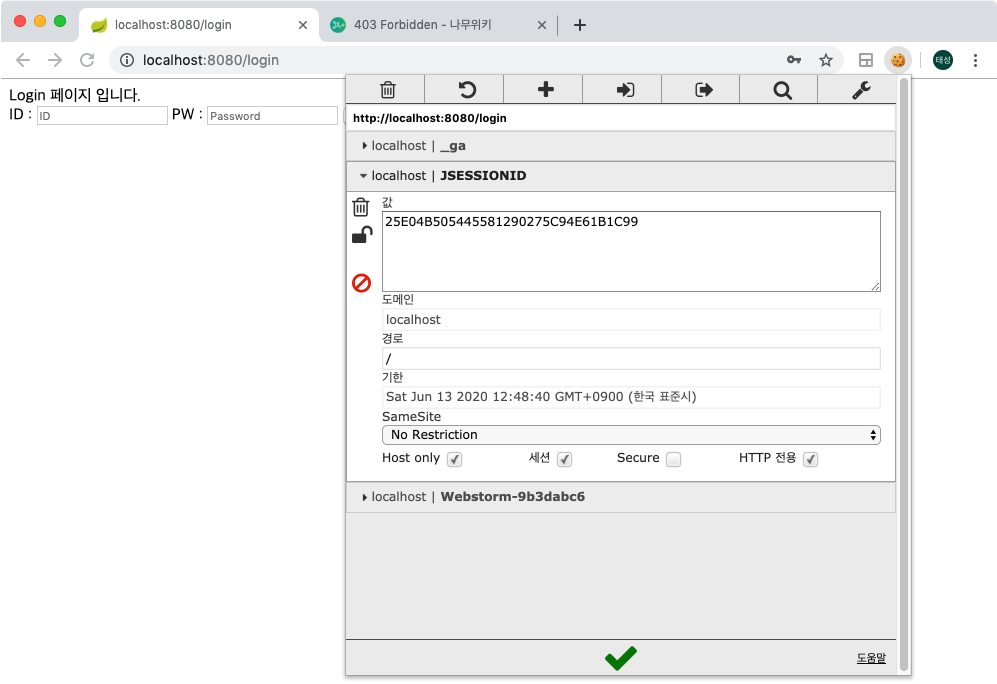 localhost:8080/login
403 Forbidden - 나무위키
localhost:8080/login
태성
Login 페이지 입니다.
ID : ID PW : Password
http://localhost:8080/login
localhost | _ga
localhost | JSESSIONID
값
25E04B505445581290275C94E61B1C99
도메인
localhost
경로
/
기한
Sat Jun 13 2020 12:48:40 GMT+0900 (한국 표준시)
SameSite
No Restriction
Host only 세션 Secure HTTP 전용
localhost | Webstorm-9b3dabc6
도움말